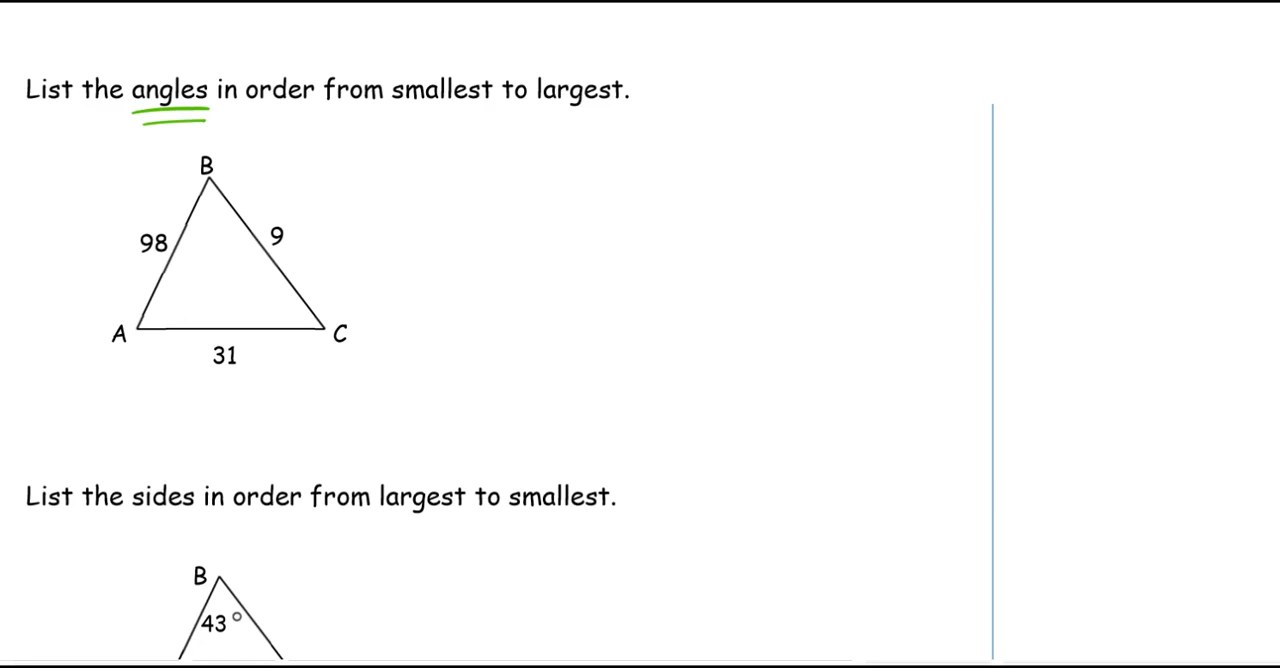 List the angles in order from smallest to largest.
B
98
9
A
C
31
List the sides in order from largest to smallest.
B
43°